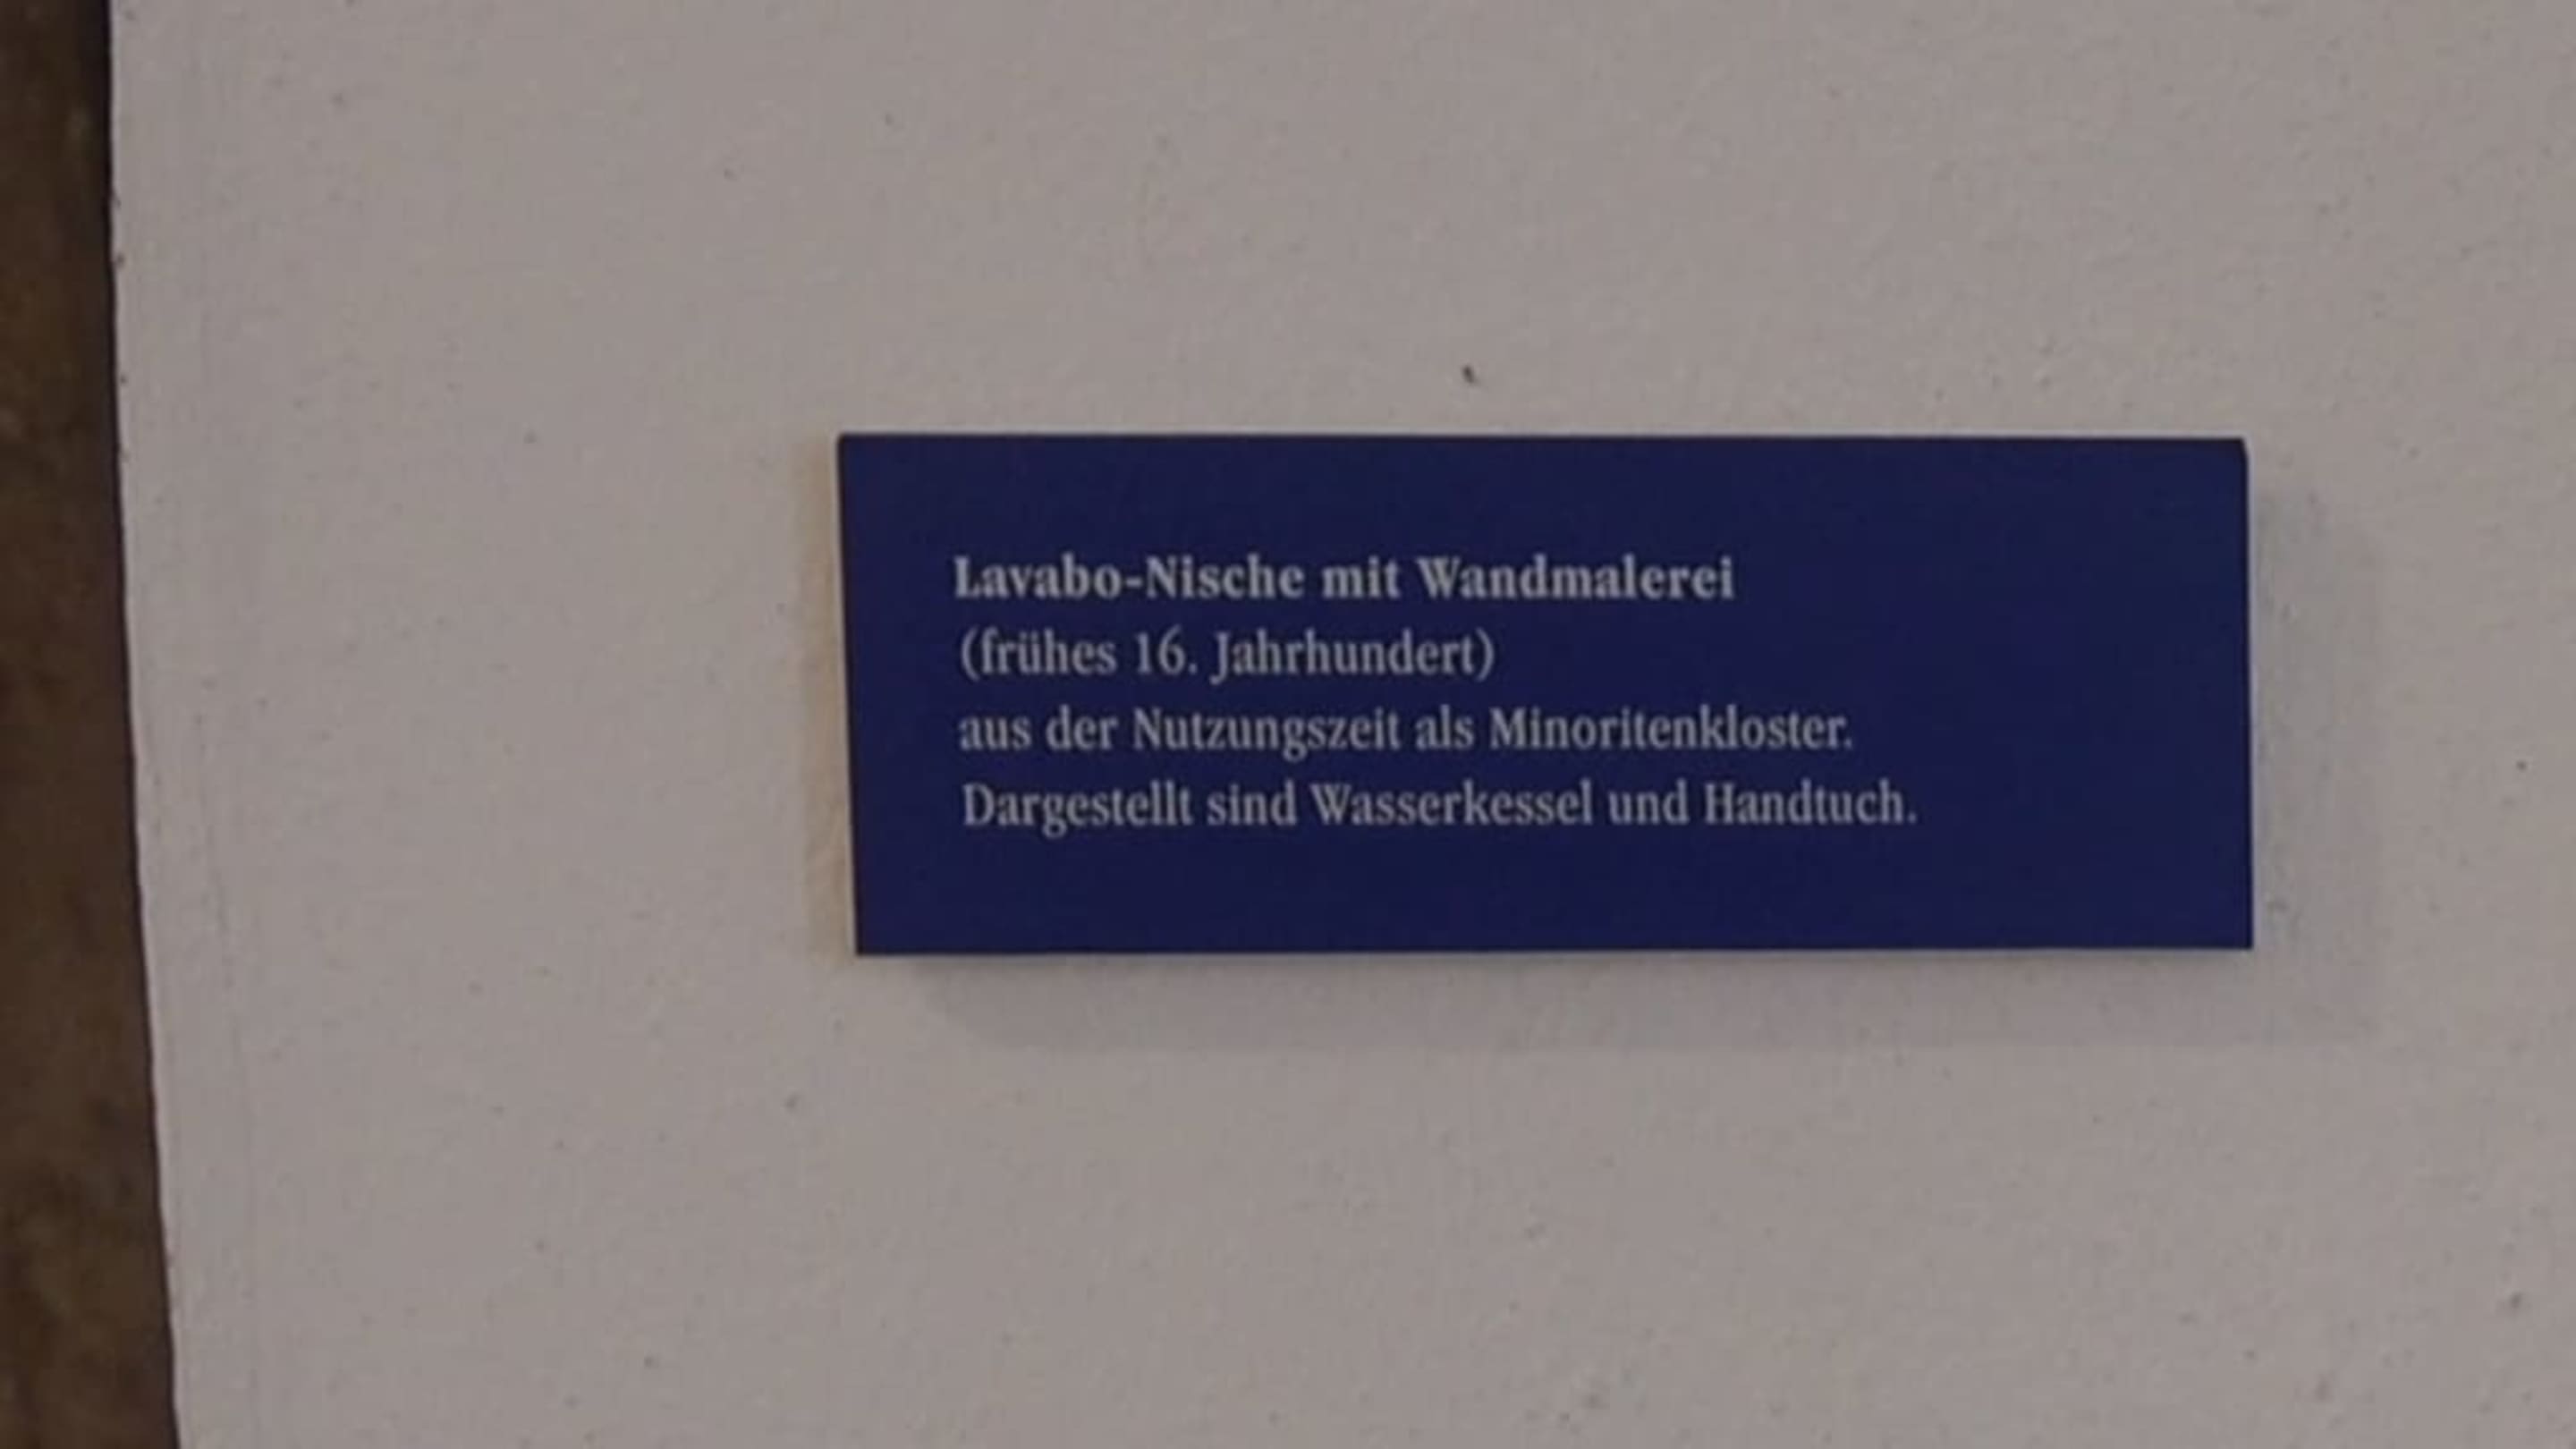 Lavabo-Nische mit Wandmalerei
(frühes 16. Jahrhundert)
aus der Nutzungszeit als Minoritenkloster.
Dargestellt sind Wasserkessel und Handtuch.